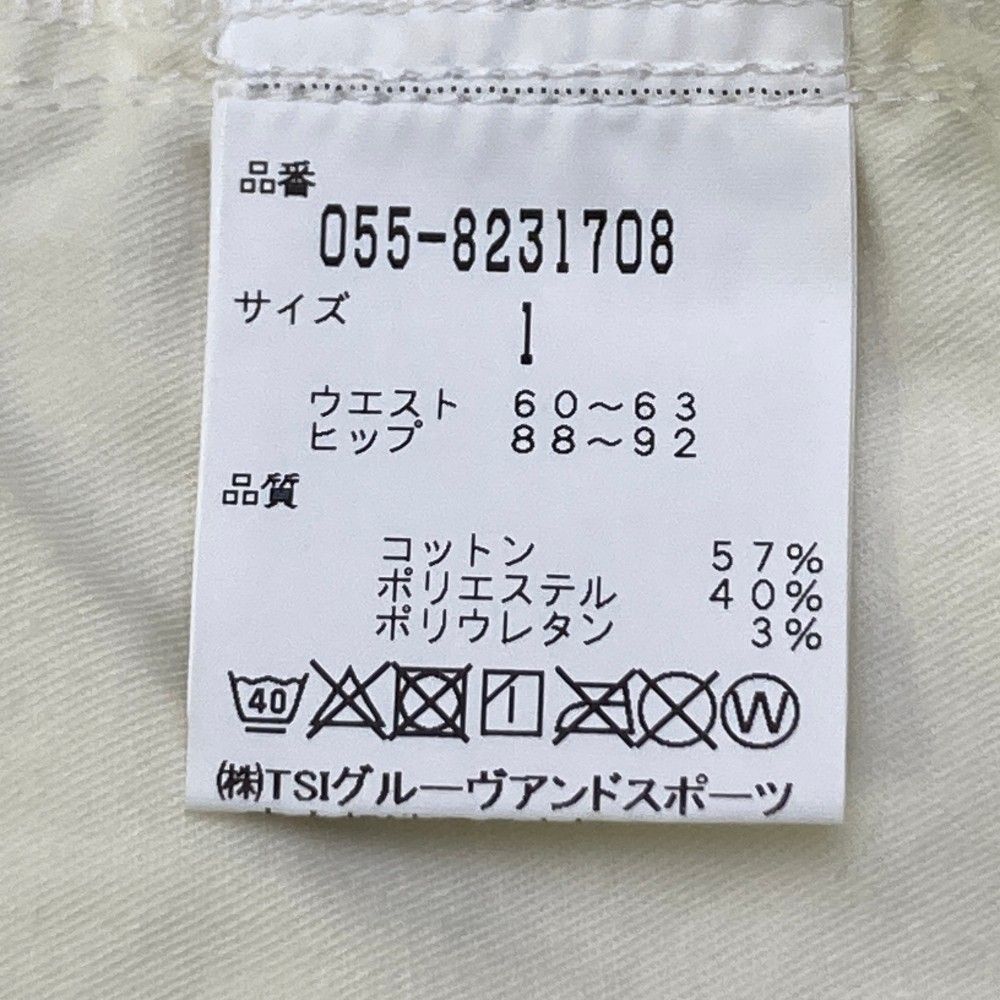 品番
055-8231708
サイズ
1
ウエスト 60～63
ヒップ 88～92
品質
コットン 57%
ポリエステル 40%
ポリウレタン 3%
40 W
㈱TSIグルーヴアンドスポーツ